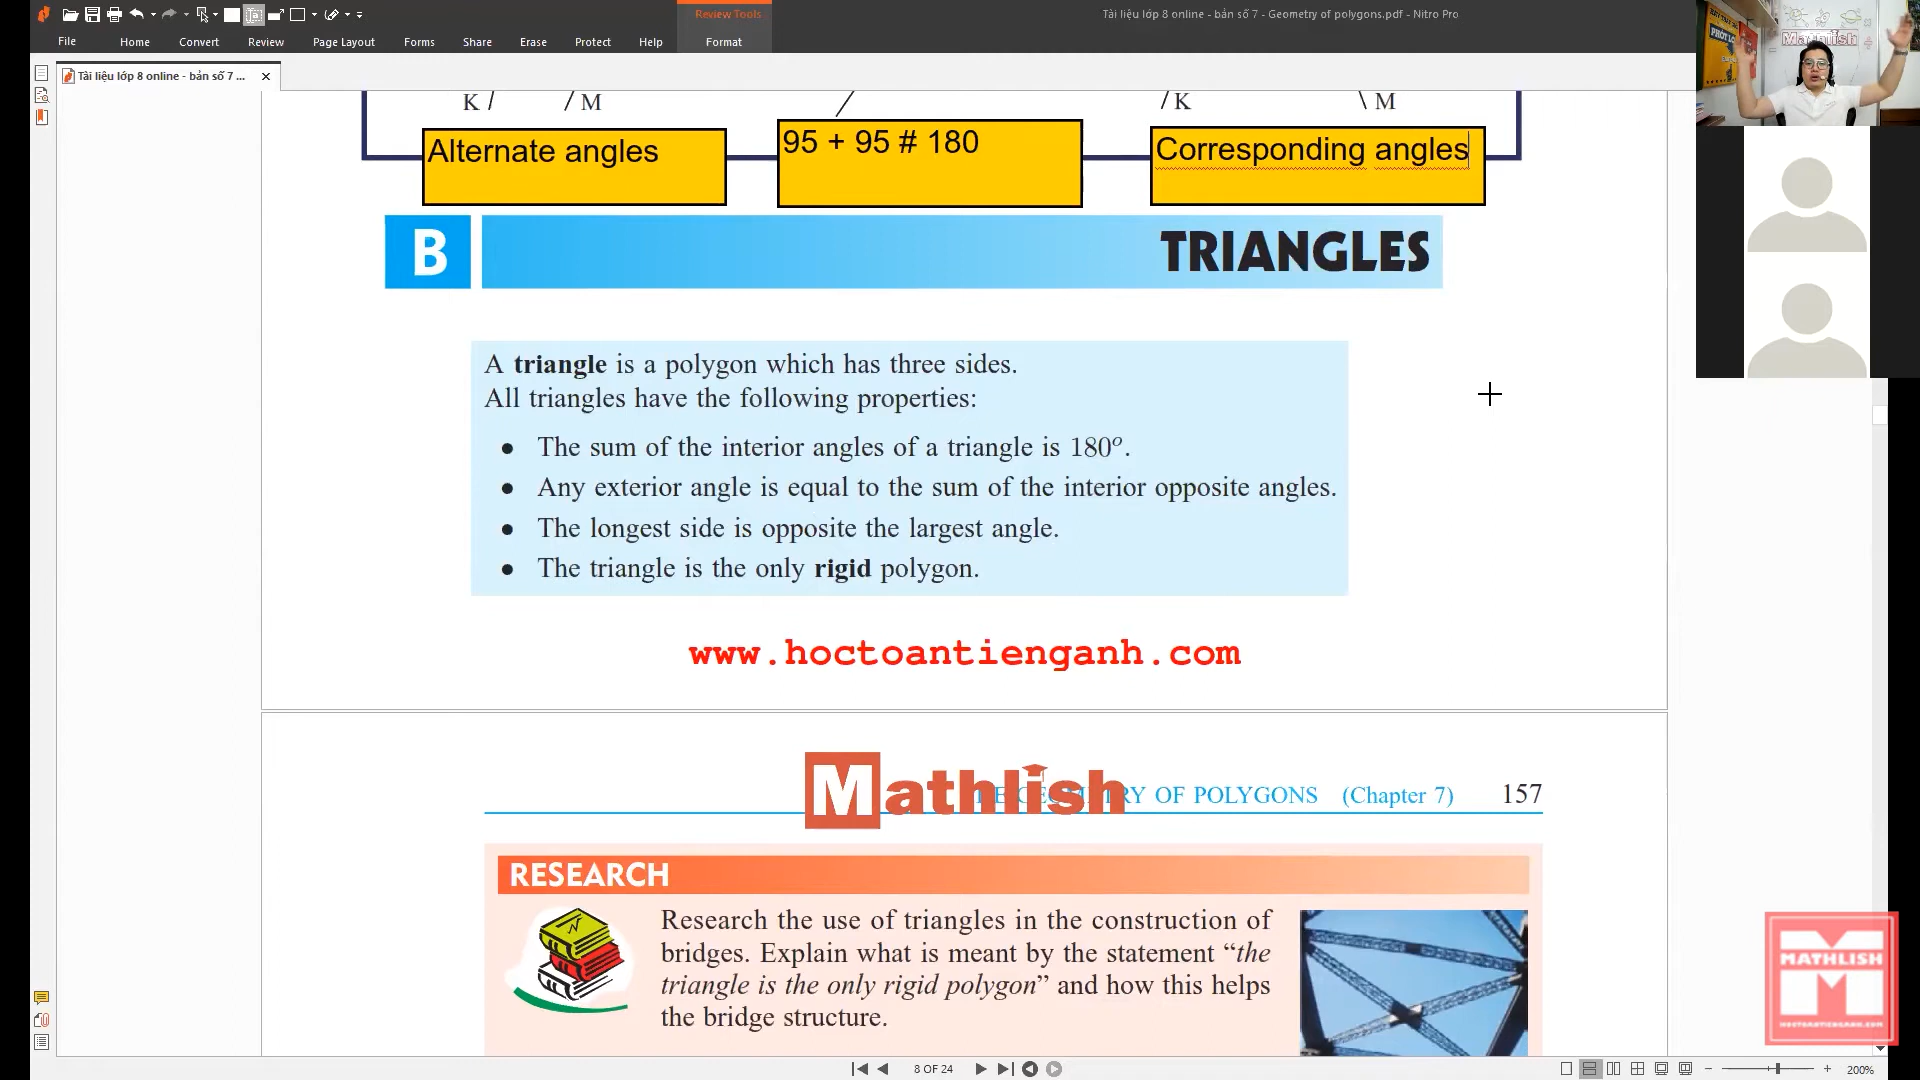 Review Tools
Tài liệu lớp 8 online - bản số 7 - Geometry of polygons.pdf - Nitro Pro
File Home Convert Review Page Layout Forms Share Erase Protect Help Format
Tài liệu lớp 8 online - bản số 7 ...
K M K M
Alternate angles
95 + 95 # 180
Corresponding angles
B TRIANGLES
A triangle is a polygon which has three sides.
All triangles have the following properties:
• The sum of the interior angles of a triangle is 180°.
• Any exterior angle is equal to the sum of the interior opposite angles.
• The longest side is opposite the largest angle.
• The triangle is the only rigid polygon.
www.hoctoantienganh.com
Mathlish
OF POLYGONS (Chapter 7) 157
RESEARCH
Research the use of triangles in the construction of
bridges. Explain what is meant by the statement “the
triangle is the only rigid polygon” and how this helps
the bridge structure.
MATHLISH
HOCTOANTIENGANH.COM
8 OF 24
200%
Mathlish